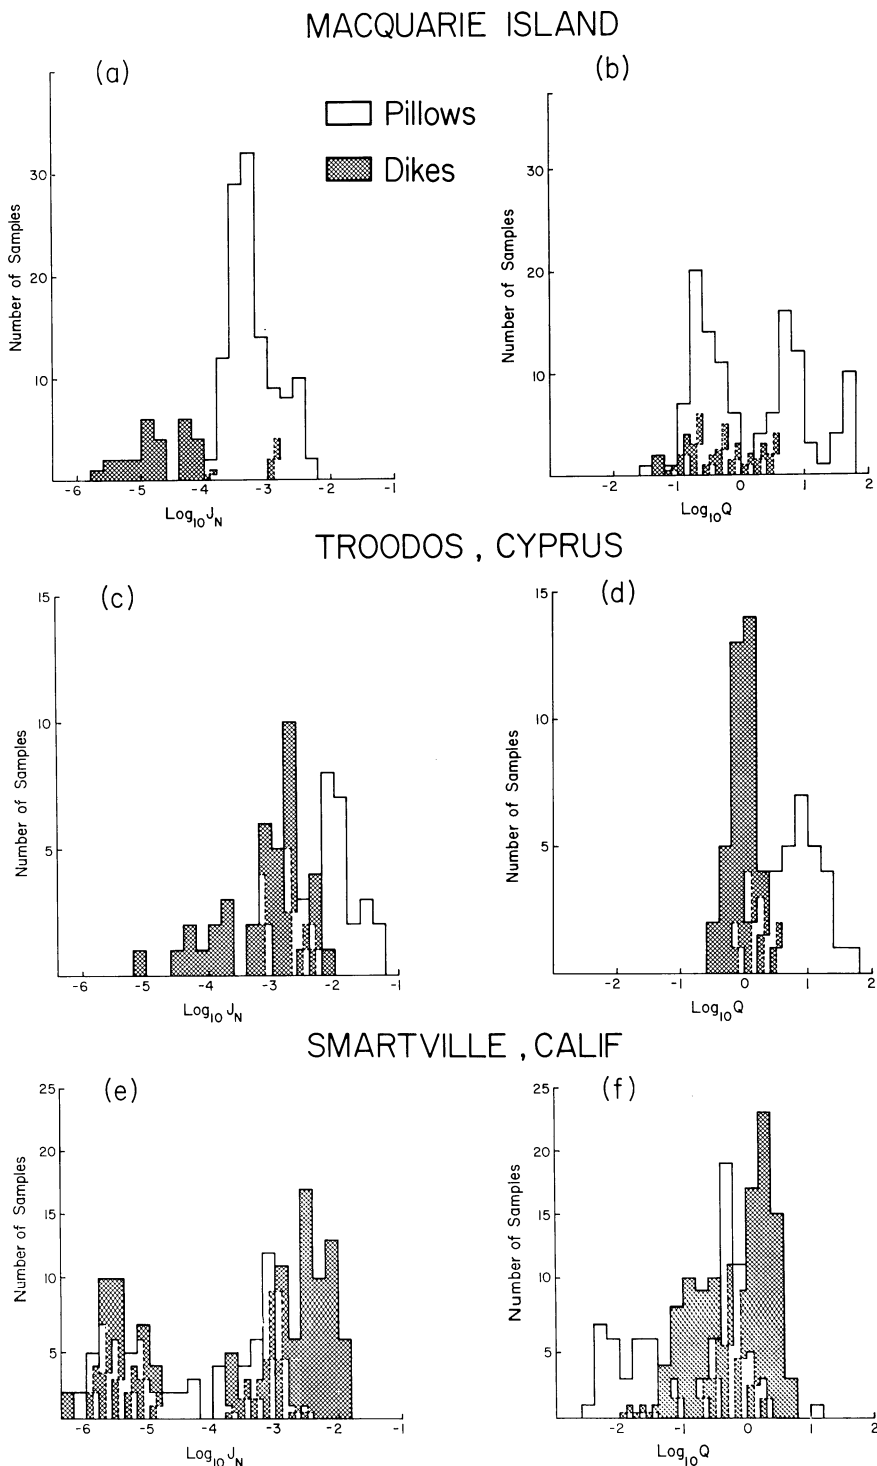 MACQUARIE ISLAND
(a)
Number of Samples
30
20
10
-6 -5 -4 -3 -2 -1
Log10 JN
Pillows
Dikes
(b)
Number of Samples
30
20
10
-2 -1 0 1 2
Log10Q
TROODOS , CYPRUS
(c)
Number of Samples
15
10
5
-6 -5 -4 -3 -2 -1
Log10 JN
(d)
Number of Samples
15
10
5
-2 -1 0 1 2
Log10Q
SMARTVILLE , CALIF
(e)
Number of Samples
25
20
15
10
5
-6 -5 -4 -3 -2 -1
Log10 JN
(f)
Number of Samples
25
20
15
10
5
-2 -1 0 1 2
Log10Q